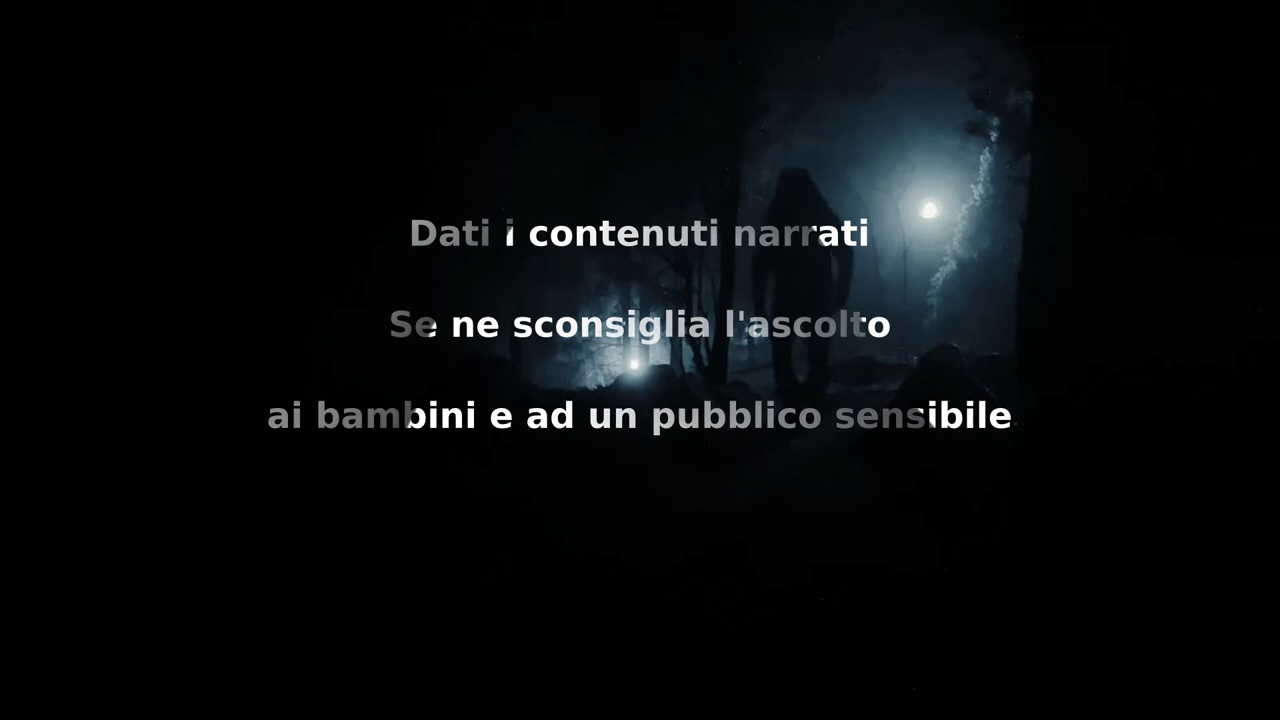 Dati i contenuti narrati
Se ne sconsiglia l'ascolto
ai bambini e ad un pubblico sensibile